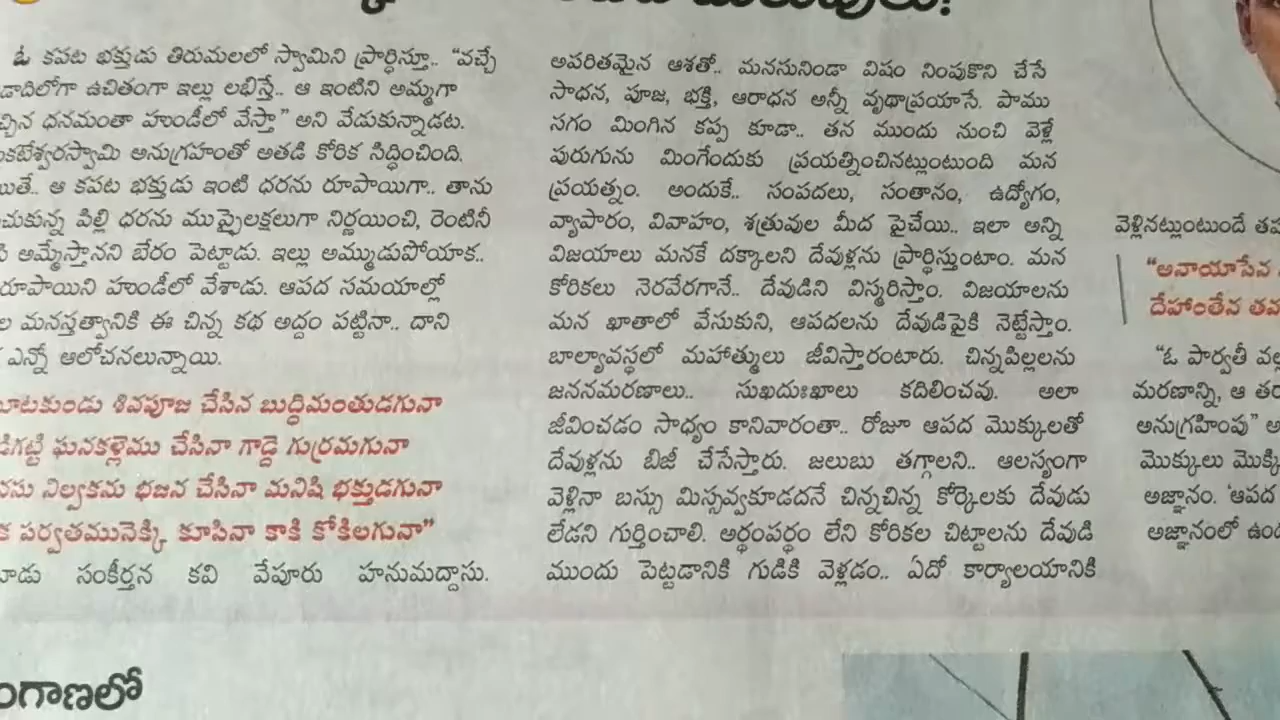 ఓ కపట భక్తుడు తిరుమలలో స్వామిని ప్రార్థిస్తూ.. “వచ్చే
ఉచితంగా ఇల్లు లభిస్తే.. ఆ ఇంటిని అమ్మగా
ధనమంతా హుండీలో వేస్తా” అని వేడుకున్నాడట.
అనుగ్రహంతో అతడి కోరిక సిద్ధించింది.
ఆ కపట భక్తుడు ఇంటి ధరను రూపాయిగా.. తాను
పిల్లి ధరను ముప్పైలక్షలుగా నిర్ణయించి, రెంటినీ
అమ్మేస్తానని బేరం పెట్టాడు. ఇల్లు అమ్ముడుపోయాక..
రూపాయిని హుండీలో వేశాడు. ఆపద సమయాల్లో
మనస్తత్వానికి ఈ చిన్న కథ అద్దం పట్టినా.. దాని
ఎన్నో ఆలోచనలున్నాయి.
శివపూజ చేసిన బుద్ధిమంతుడగునా
ఘనకళ్లెము చేసినా గాడ్దె గుర్రమగునా
నిల్వకను భజన చేసినా మనిషి భక్తుడగునా
పర్వతమునెక్కి కూసినా కాకి కోకిలగునా”
సంకీర్తన కవి వేపూరు హనుమద్దాసు.
అపరితమైన ఆశతో.. మనసునిండా విషం నింపుకొని చేసే
సాధన, పూజ, భక్తి, ఆరాధన అన్నీ వృథాప్రయాసే. పాము
సగం మింగిన కప్ప కూడా.. తన ముందు నుంచి వెళ్లే
పురుగును మింగేందుకు ప్రయత్నించినట్లుంటుంది మన
ప్రయత్నం. అందుకే.. సంపదలు, సంతానం, ఉద్యోగం,
వ్యాపారం, వివాహం, శత్రువుల మీద పైచేయి.. ఇలా అన్ని
విజయాలు మనకే దక్కాలని దేవుళ్లను ప్రార్థిస్తుంటాం. మన
కోరికలు నెరవేరగానే.. దేవుడిని విస్మరిస్తాం. విజయాలను
మన ఖాతాలో వేసుకుని, ఆపదలను దేవుడిపైకి నెట్టేస్తాం.
బాల్యావస్థలో మహాత్ములు జీవిస్తారంటారు. చిన్నపిల్లలను
జననమరణాలు.. సుఖదుఃఖాలు కదిలించవు. అలా
జీవించడం సాధ్యం కానివారంతా.. రోజూ ఆపద మొక్కులతో
దేవుళ్లను బిజీ చేసేస్తారు. జలుబు తగ్గాలని.. ఆలస్యంగా
వెళ్లినా బస్సు మిస్సవ్వకూడదనే చిన్నచిన్న కోర్కెలకు దేవుడు
లేడని గుర్తించాలి. అర్థంపర్థం లేని కోరికల చిట్టాలను దేవుడి
ముందు పెట్టడానికి గుడికి వెళ్లడం.. ఏదో కార్యాలయానికి
వెళ్లినట్లుంటుందే
“అనాయాసేన
దేహాంతేన
“ఓ పార్వతీ
మరణాన్ని, ఆ
అనుగ్రహింపు”
మొక్కులు
అజ్ఞానం. ‘ఆపద
అజ్ఞానంలో